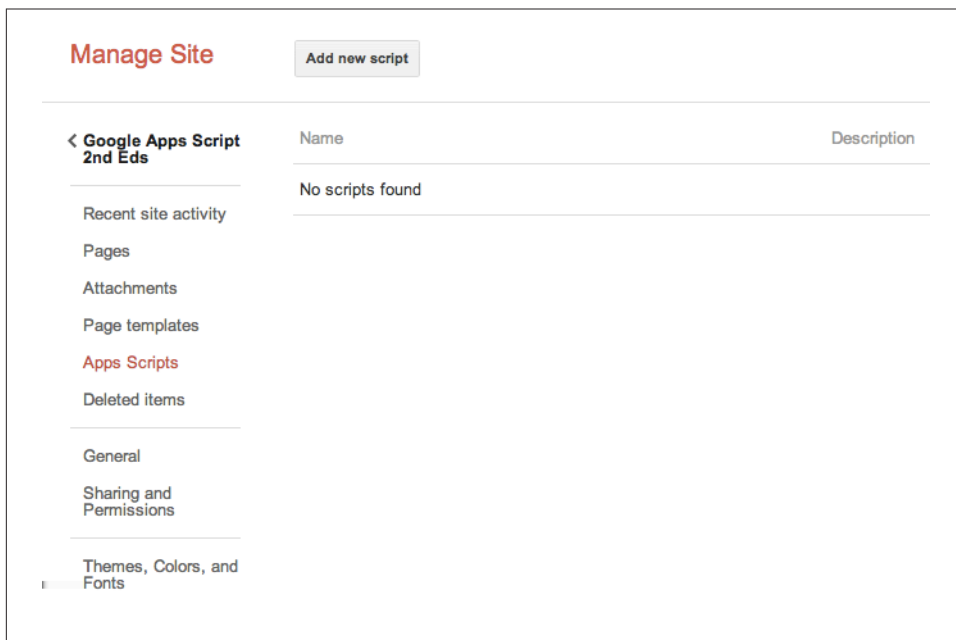 Manage Site
Add new script
Google Apps Script
2nd Eds
Recent site activity
Pages
Attachments
Page templates
Apps Scripts
Deleted items
General
Sharing and
Permissions
Themes, Colors, and
Fonts
Name Description
No scripts found